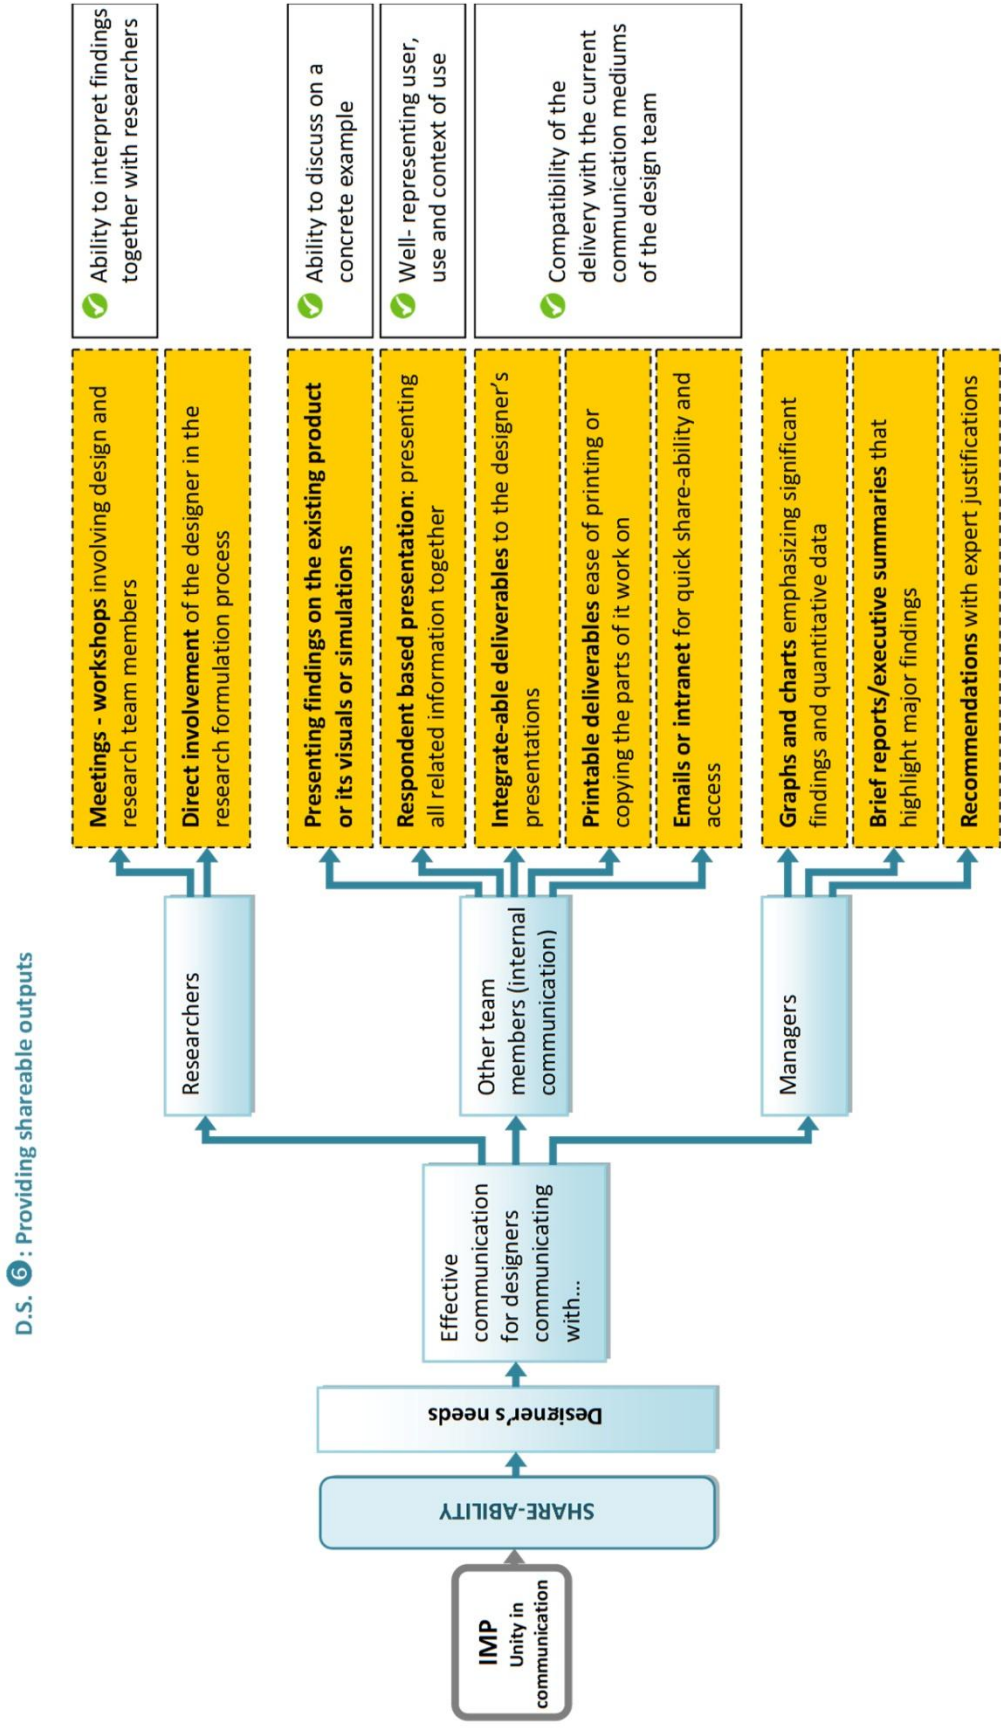 D.S. 6 : Providing shareable outputs
IMP
Unity in
communication
SHARE-ABILITY
Designer's needs
Effective
communication
for designers
communicating
with...
Researchers
Meetings - workshops involving design and
research team members
Ability to interpret findings
together with researchers
Direct involvement of the designer in the
research formulation process
Other team
members (internal
communication)
Presenting findings on the existing product
or its visuals or simulations
Ability to discuss on a
concrete example
Respondent based presentation: presenting
all related information together
Well- representing user,
use and context of use
Integrate-able deliverables to the designer's
presentations
Printable deliverables ease of printing or
copying the parts of it work on
Emails or intranet for quick share-ability and
access
Compatibility of the
delivery with the current
communication mediums
of the design team
Managers
Graphs and charts emphasizing significant
findings and quantitative data
Brief reports/executive summaries that
highlight major findings
Recommendations with expert justifications